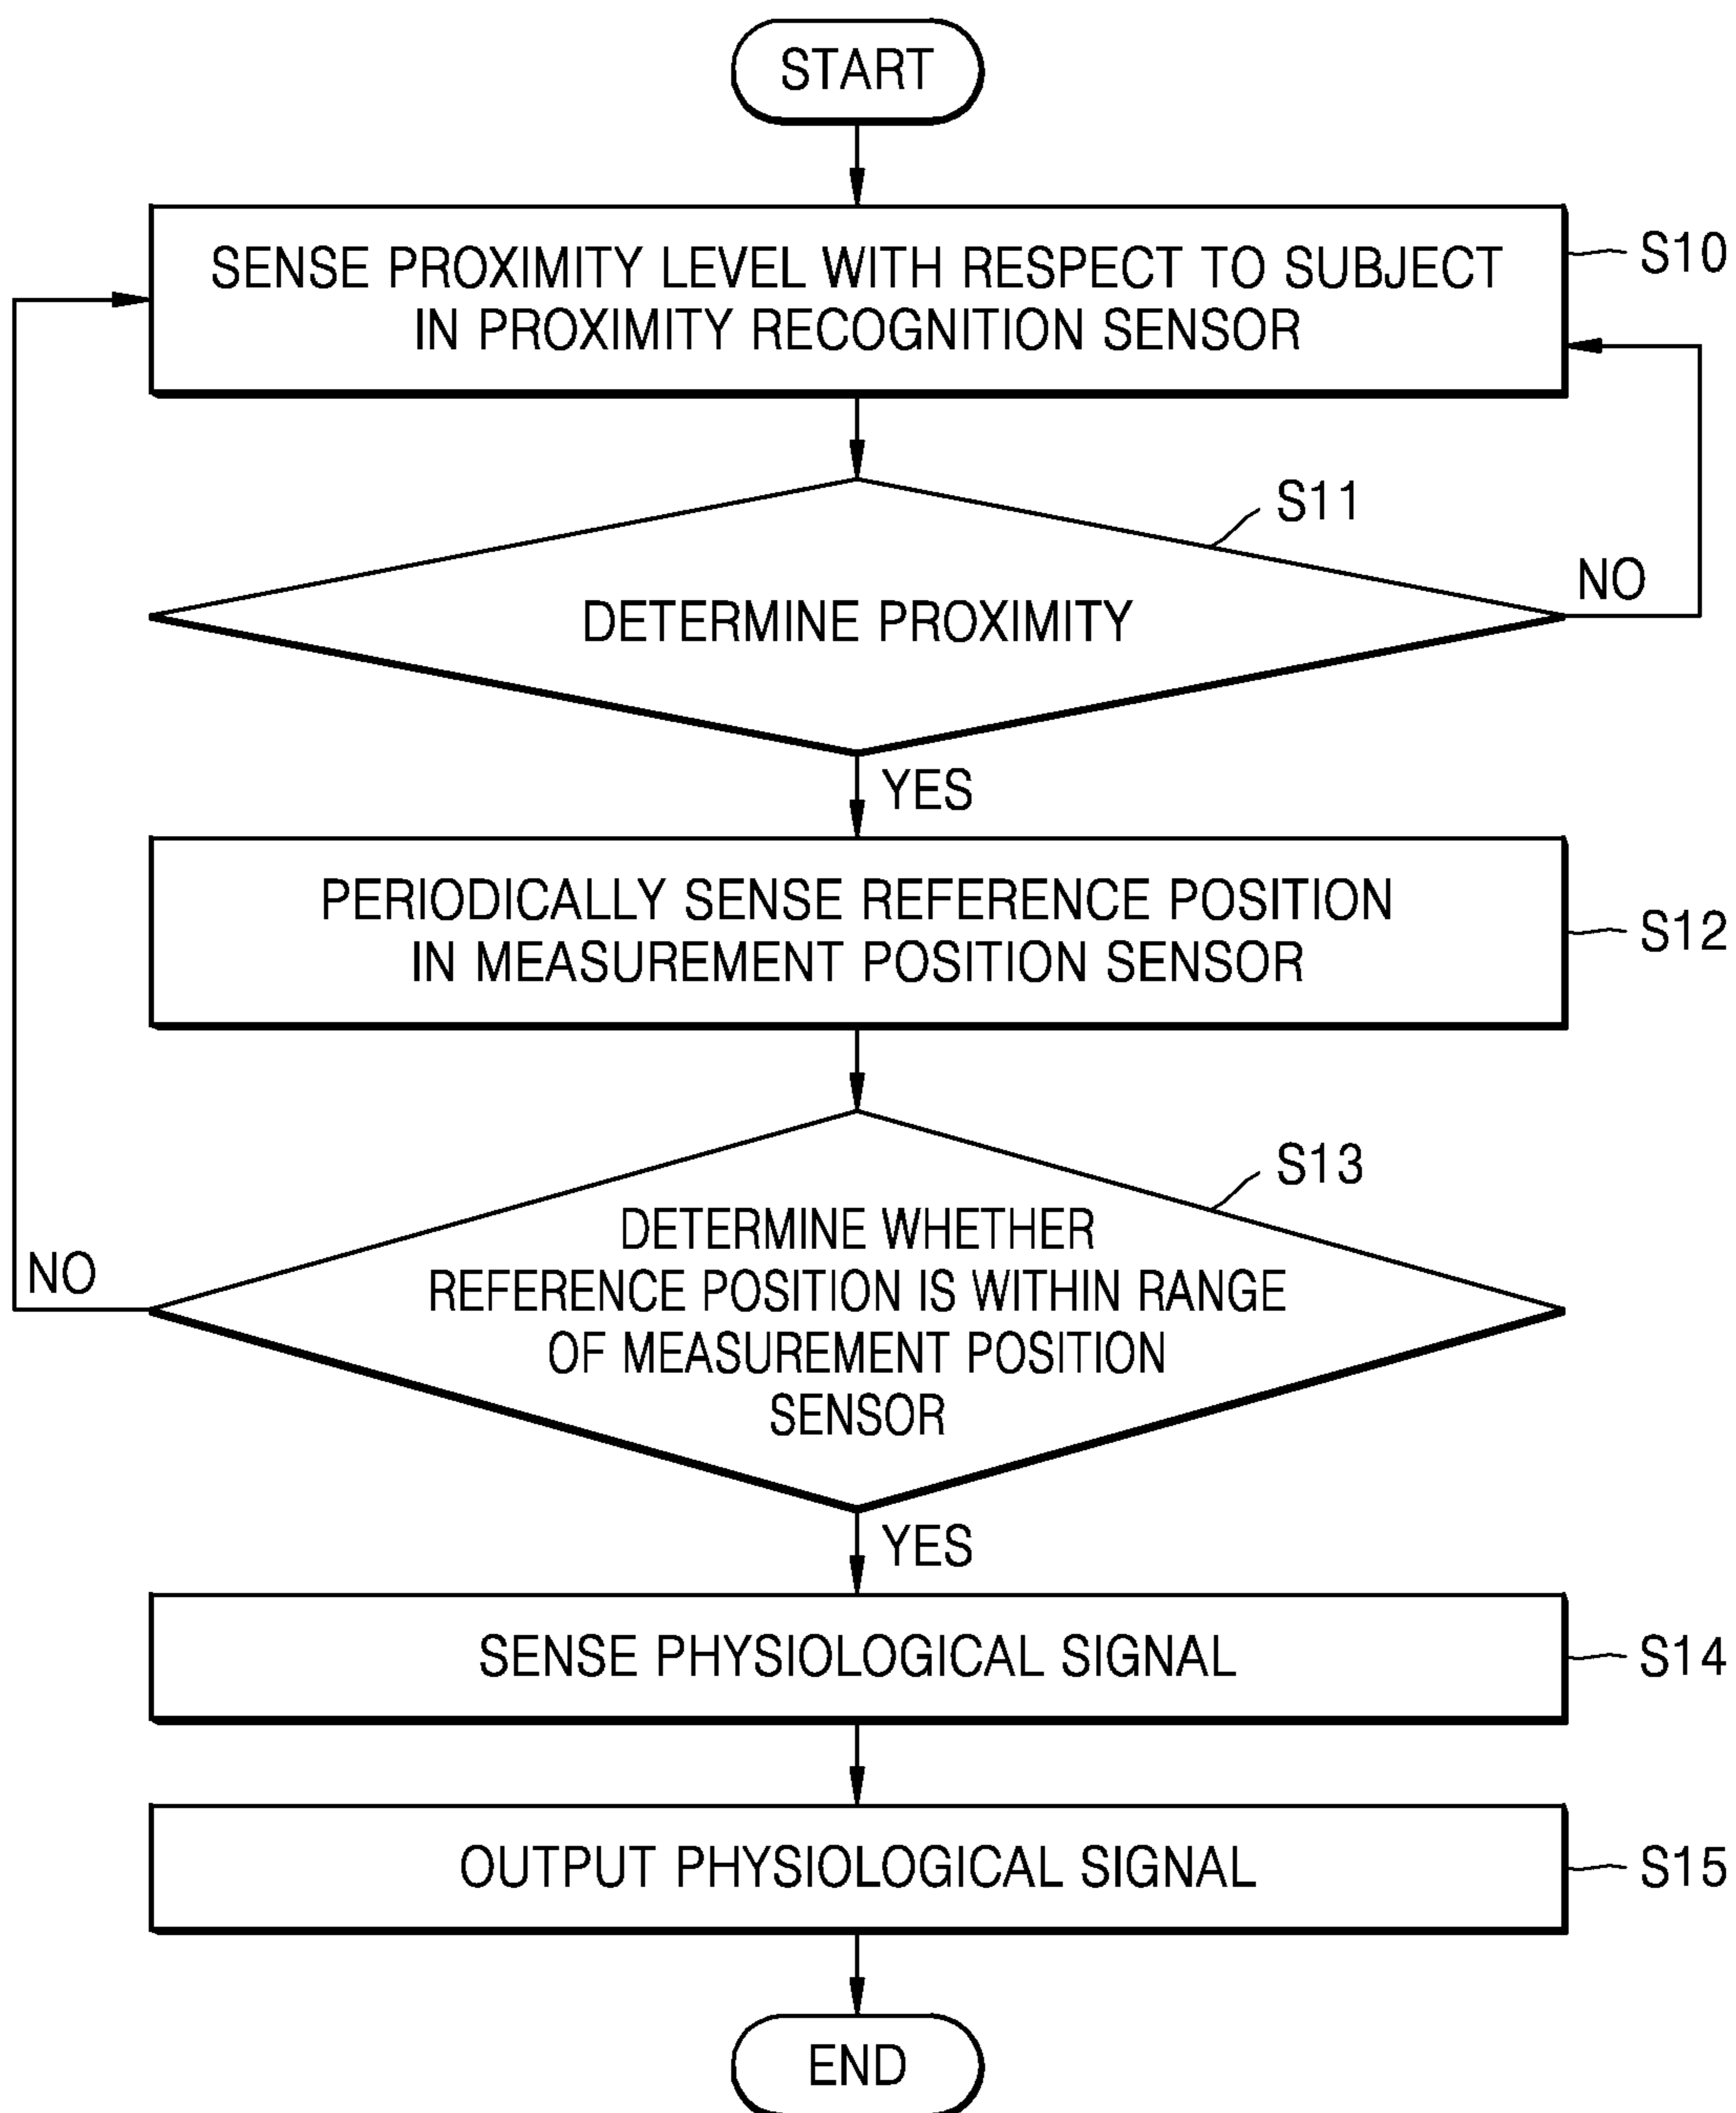 START
SENSE PROXIMITY LEVEL WITH RESPECT TO SUBJECT
IN PROXIMITY RECOGNITION SENSOR
S10
S11
DETERMINE PROXIMITY
NO
YES
PERIODICALLY SENSE REFERENCE POSITION
IN MEASUREMENT POSITION SENSOR
S12
S13
DETERMINE WHETHER
REFERENCE POSITION IS WITHIN RANGE
OF MEASUREMENT POSITION
SENSOR
NO
YES
SENSE PHYSIOLOGICAL SIGNAL
S14
OUTPUT PHYSIOLOGICAL SIGNAL
S15
END